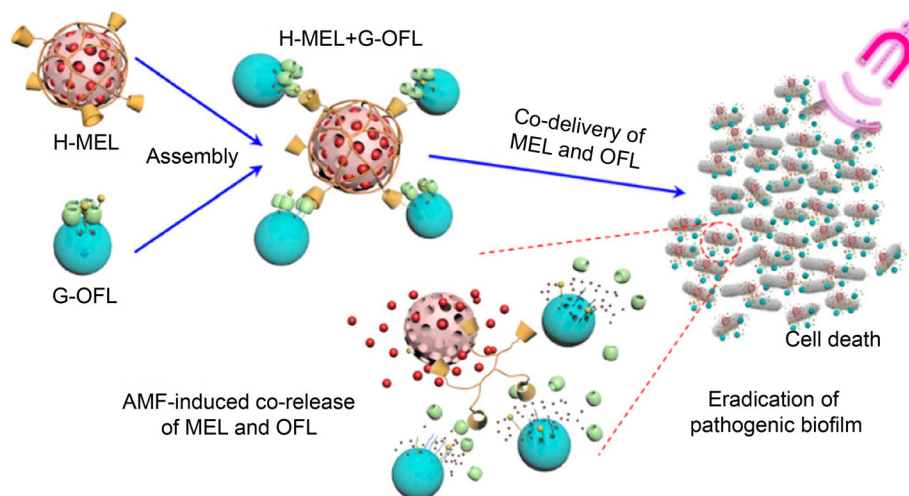 H-MEL+G-OFL
H-MEL
Assembly
Co-delivery of
MEL and OFL
G-OFL
Cell death
AMF-induced co-release
of MEL and OFL
Eradication of
pathogenic biofilm